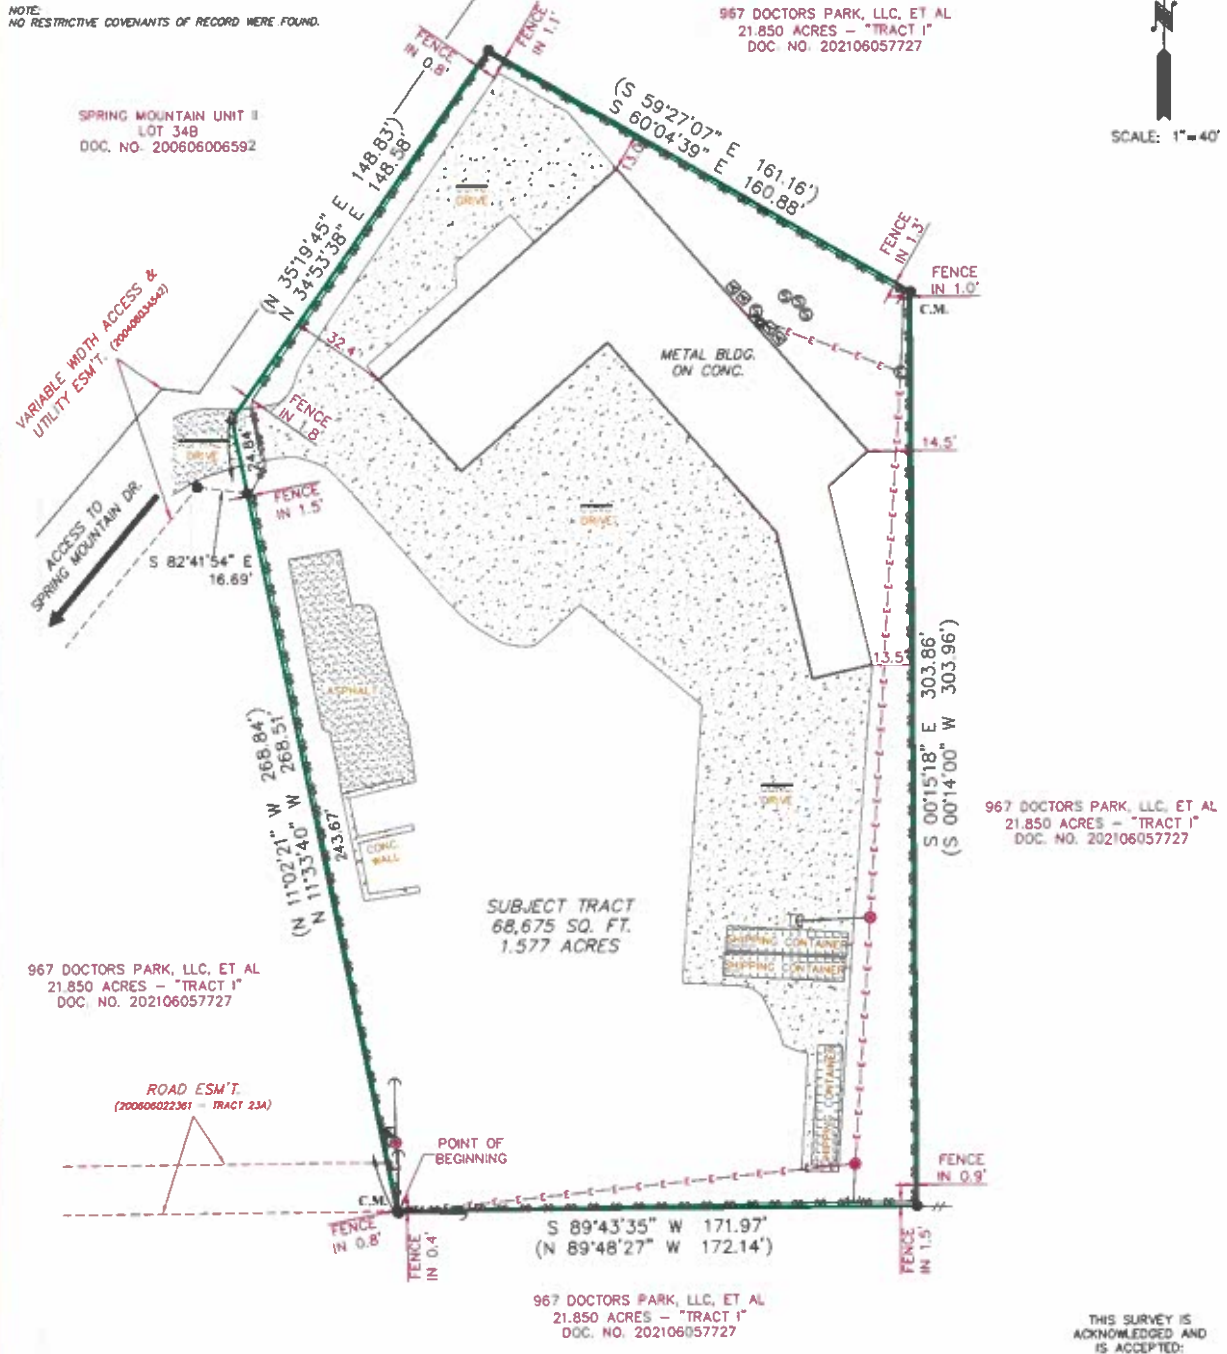 NOTE:
NO RESTRICTIVE COVENANTS OF RECORD WERE FOUND.
967 DOCTORS PARK, LLC, ET AL
21.850 ACRES - "TRACT I"
DOC. NO. 202106057727
N
SCALE: 1"=40'
SPRING MOUNTAIN UNIT II
LOT 34B
DOC. NO. 200606006592
FENCE
IN 0.8'
FENCE
IN 1.1'
(S 59°27'07" E 161.16')
S 60°04'39" E 160.88'
13.0'
(N 35°19'45" E 148.83')
N 34°53'38" E 148.58'
DRIVE
FENCE
IN 1.3'
FENCE
IN 1.0'
C.M.
VARIABLE WIDTH ACCESS &
UTILITY ESM'T.
32.4'
METAL BLDG.
ON CONC.
FENCE
IN 1.8'
24.84'
DRIVE
14.5'
FENCE
IN 1.5'
ACCESS TO
SPRING MOUNTAIN DR.
S 82°41'54" E
16.69'
DRIVE
13.5'
S 00°15'18" E 303.86'
(S 00°14'00" W 303.96')
ASPHALT
(N 11°02'21" W 268.84')
N 11°33'40" W 268.51'
243.67'
CONC.
WALL
CONC.
DRIVE
967 DOCTORS PARK, LLC, ET AL
21.850 ACRES - "TRACT I"
DOC. NO. 202106057727
SUBJECT TRACT
68,675 SQ. FT.
1.577 ACRES
SHIPPING CONTAINER
SHIPPING CONTAINER
967 DOCTORS PARK, LLC, ET AL
21.850 ACRES - "TRACT I"
DOC. NO. 202106057727
SHIPPING CONTAINER
ROAD ESM'T.
(200606022361 - TRACT 23A)
POINT OF
BEGINNING
C.M.
FENCE
IN 0.9'
FENCE
IN 0.8'
FENCE
IN 0.4'
S 89°43'35" W 171.97'
(N 89°48'27" W 172.14')
FENCE
IN 1.5'
967 DOCTORS PARK, LLC, ET AL
21.850 ACRES - "TRACT I"
DOC. NO. 202106057727
THIS SURVEY IS
ACKNOWLEDGED AND
IS ACCEPTED: